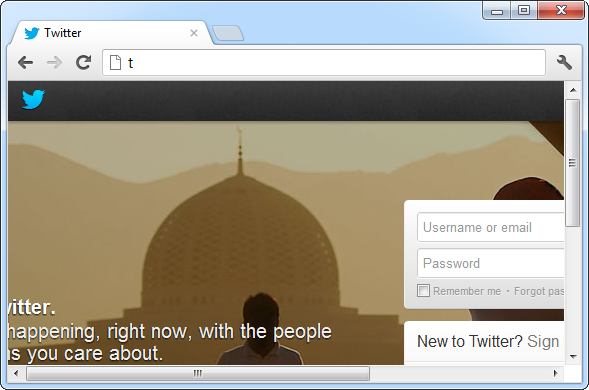 Twitter
t
Username or email
Password
Remember me · Forgot pas
witter.
happening, right now, with the people
as you care about.
New to Twitter? Sign